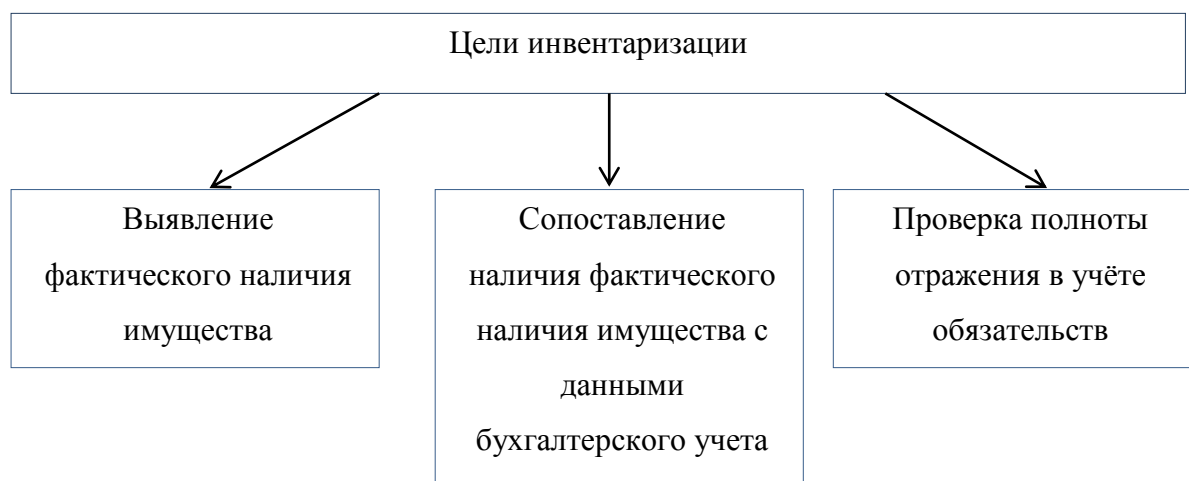 Цели инвентаризации
Выявление
фактического наличия
имущества
Сопоставление
наличия фактического
наличия имущества с
данными
бухгалтерского учета
Проверка полноты
отражения в учёте
обязательств